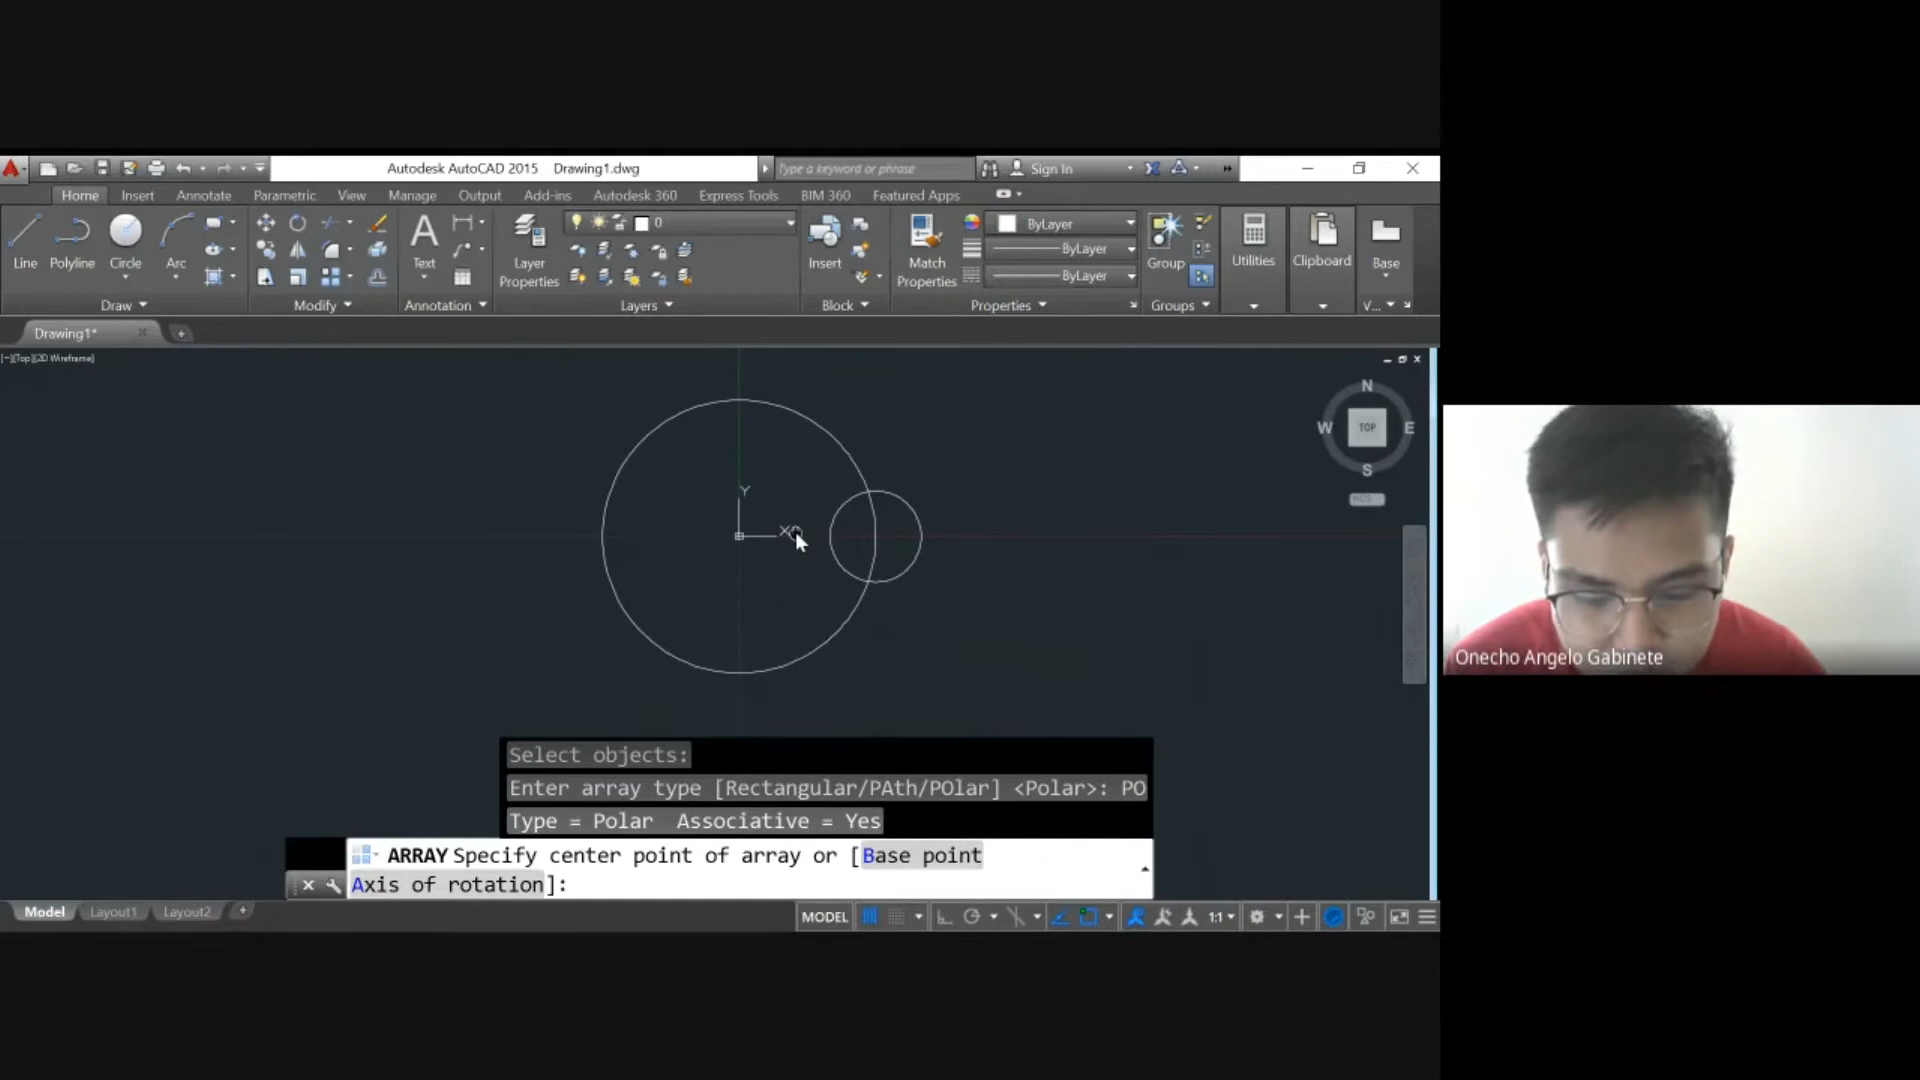 Autodesk AutoCAD 2015 Drawing1.dwg
Type a keyword or phrase
Sign In
Home Insert Annotate Parametric View Manage Output Add-ins Autodesk 360 Express Tools BIM 360 Featured Apps
Line Polyline Circle Arc
Text
Layer Properties
0
Insert
Match Properties
ByLayer
ByLayer
ByLayer
Group
Utilities
Clipboard
Base
Draw Modify Annotation Layers Block Properties Groups V...
Drawing1*
[−][Top][2D Wireframe]
N
W TOP E
S
Y
X
Select objects:
Enter array type [Rectangular/PAth/POlar] <Polar>: PO
Type = Polar Associative = Yes
ARRAY Specify center point of array or [Base point
Axis of rotation]:
Model Layout1 Layout2
MODEL
1:1
Onecho Angelo Gabinete